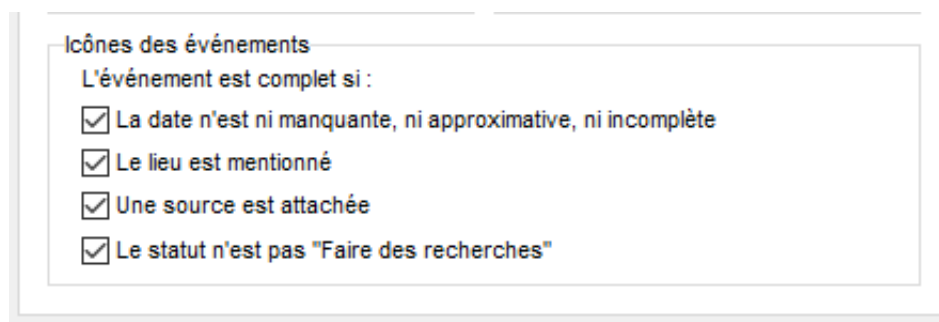 Icônes des événements
L'événement est complet si :
La date n'est ni manquante, ni approximative, ni incomplète
Le lieu est mentionné
Une source est attachée
Le statut n'est pas "Faire des recherches"